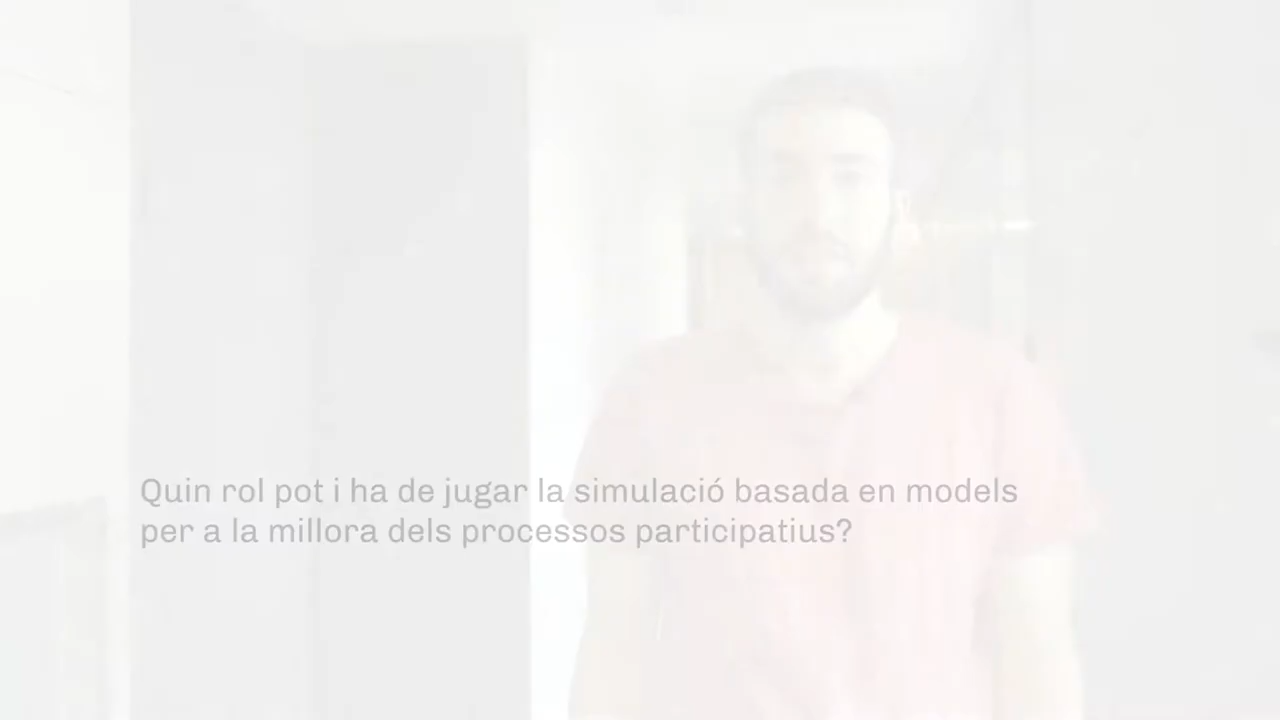 Quin rol pot i ha de jugar la simulació basada en models
per a la millora dels processos participatius?